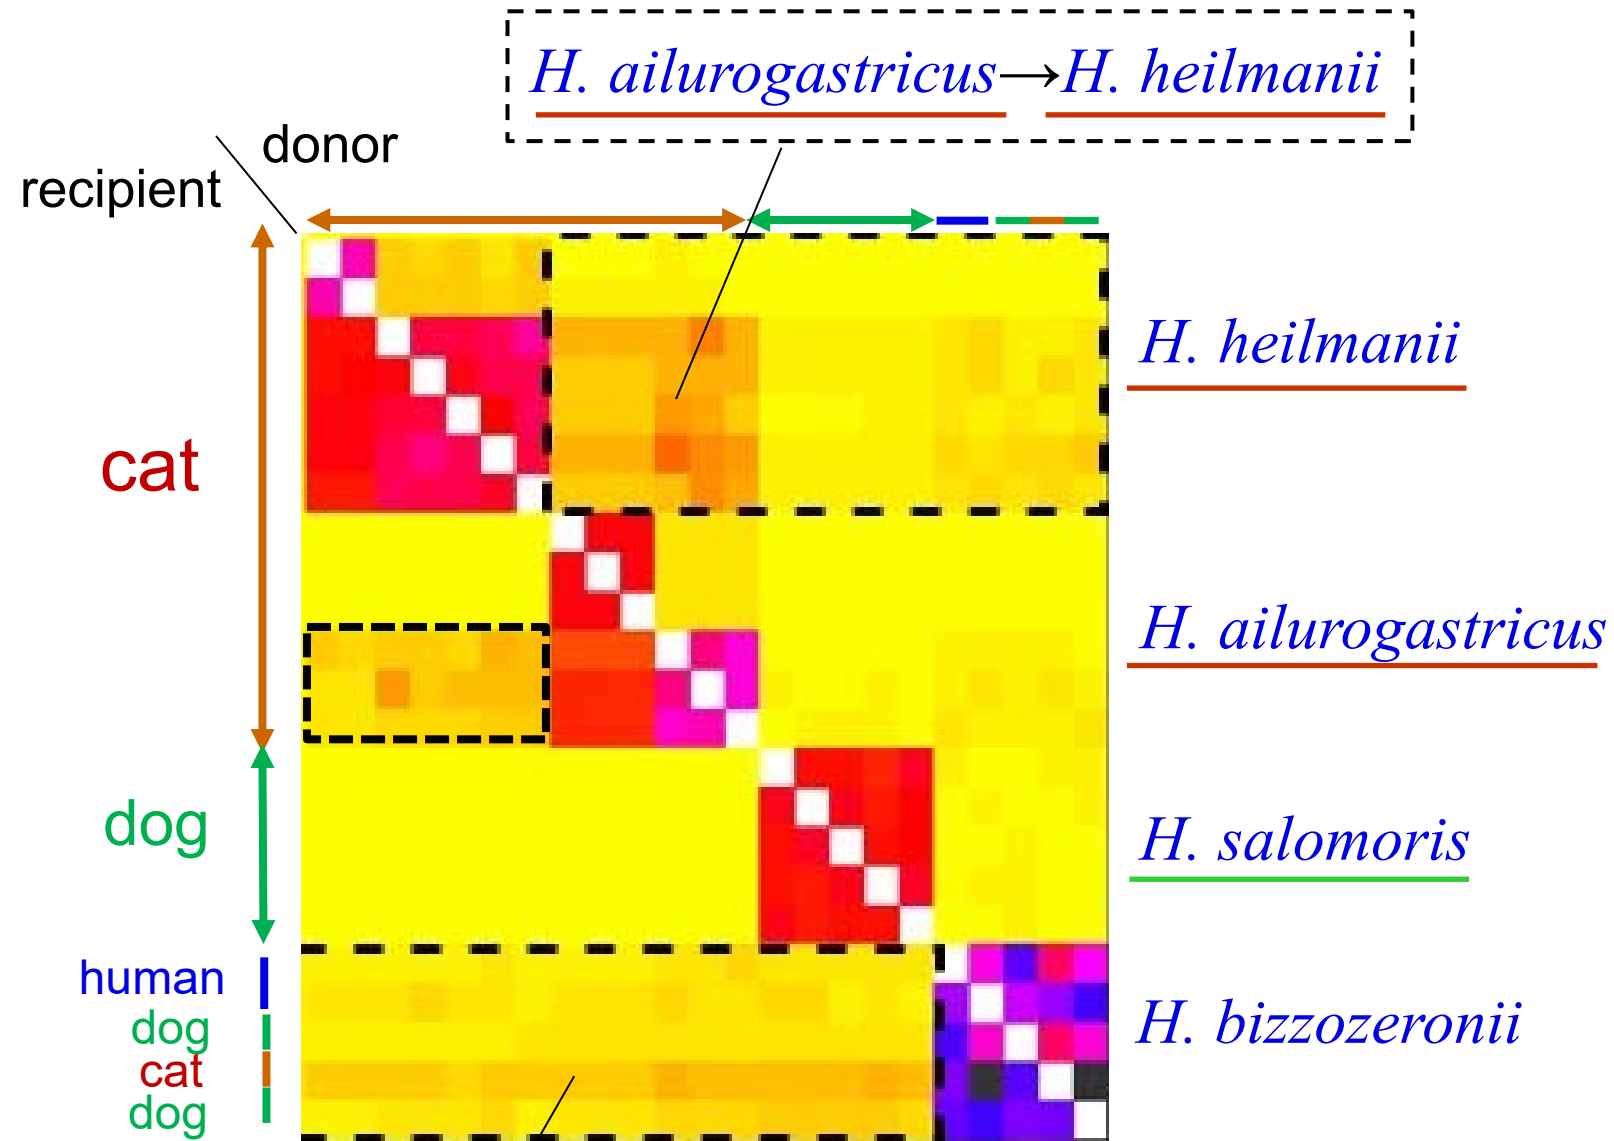 H. ailurogastricus→H. heilmanii
donor
recipient
H. heilmanii
cat
H. ailurogastricus
dog
H. salomoris
human
dog
cat
dog
H. bizzozeronii